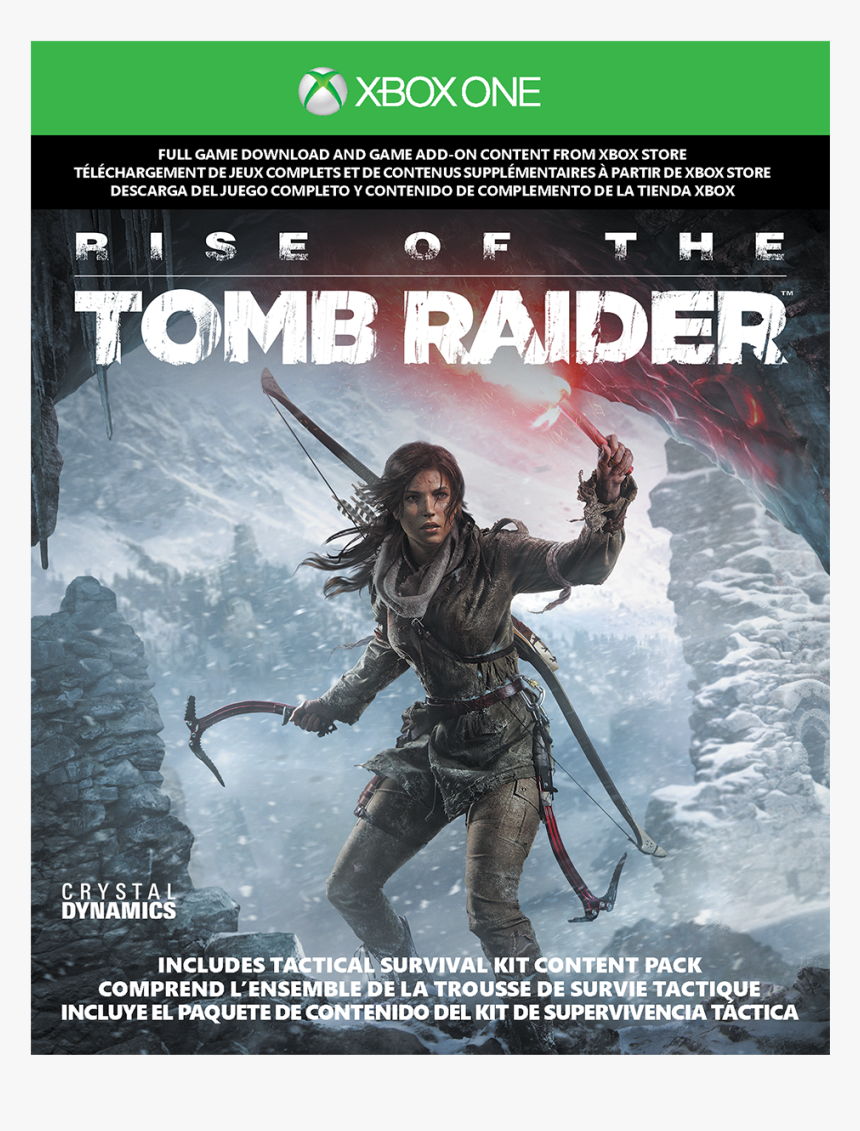 XBOX ONE
FULL GAME DOWNLOAD AND GAME ADD-ON CONTENT FROM XBOX STORE
TÉLÉCHARGEMENT DE JEUX COMPLETS ET DE CONTENUS SUPPLÉMENTAIRES À PARTIR DE XBOX STORE
DESCARGA DEL JUEGO COMPLETO Y CONTENIDO DE COMPLEMENTO DE LA TIENDA XBOX
RISE OF THE
TOMB RAIDER™
CRYSTAL
DYNAMICS
INCLUDES TACTICAL SURVIVAL KIT CONTENT PACK
COMPREND L'ENSEMBLE DE LA TROUSSE DE SURVIE TACTIQUE
INCLUYE EL PAQUETE DE CONTENIDO DEL KIT DE SUPERVIVENCIA TÁCTICA